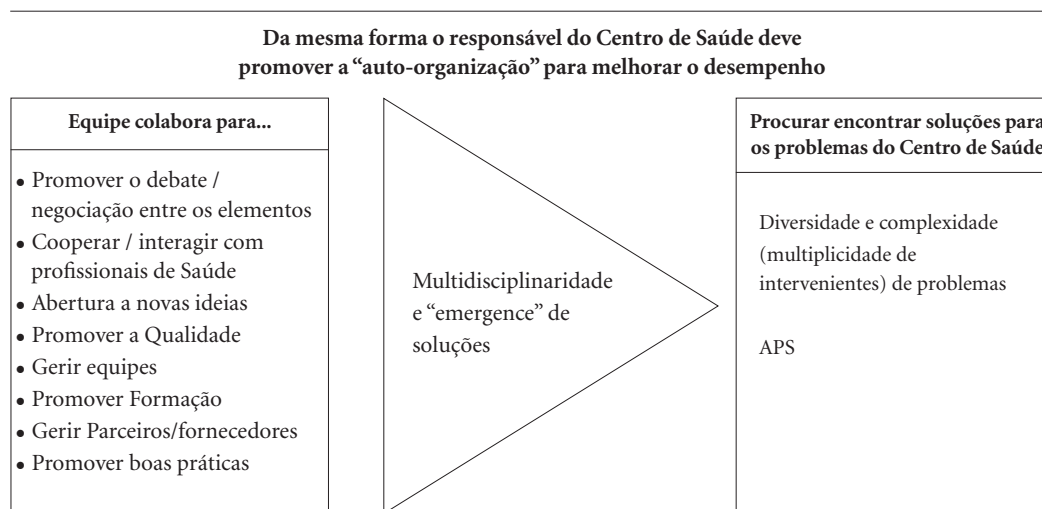 Da mesma forma o responsável do Centro de Saúde deve
promover a “auto-organização” para melhorar o desempenho
Equipe colabora para...
• Promover o debate /
negociação entre os elementos
• Cooperar / interagir com
profissionais de Saúde
• Abertura a novas ideias
• Promover a Qualidade
• Gerir equipes
• Promover Formação
• Gerir Parceiros/fornecedores
• Promover boas práticas
Multidisciplinaridade
e “emergence” de
soluções
Procurar encontrar soluções para
os problemas do Centro de Saúde
Diversidade e complexidade
(multiplicidade de
intervenientes) de problemas
APS